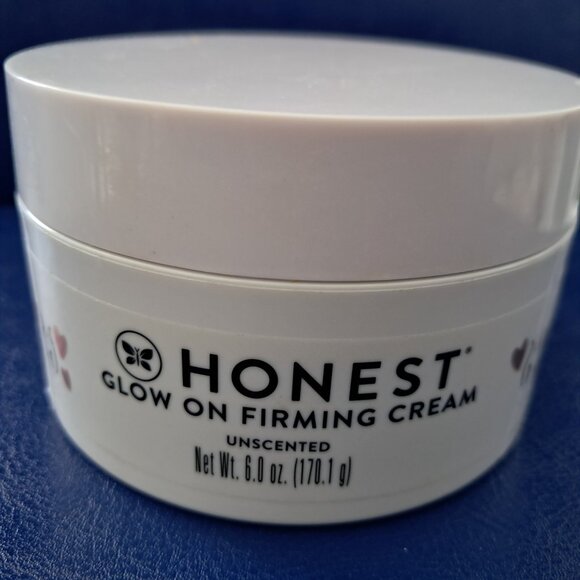 HONEST®
GLOW ON FIRMING CREAM
UNSCENTED
Net Wt. 6.0 oz. (170.1 g)